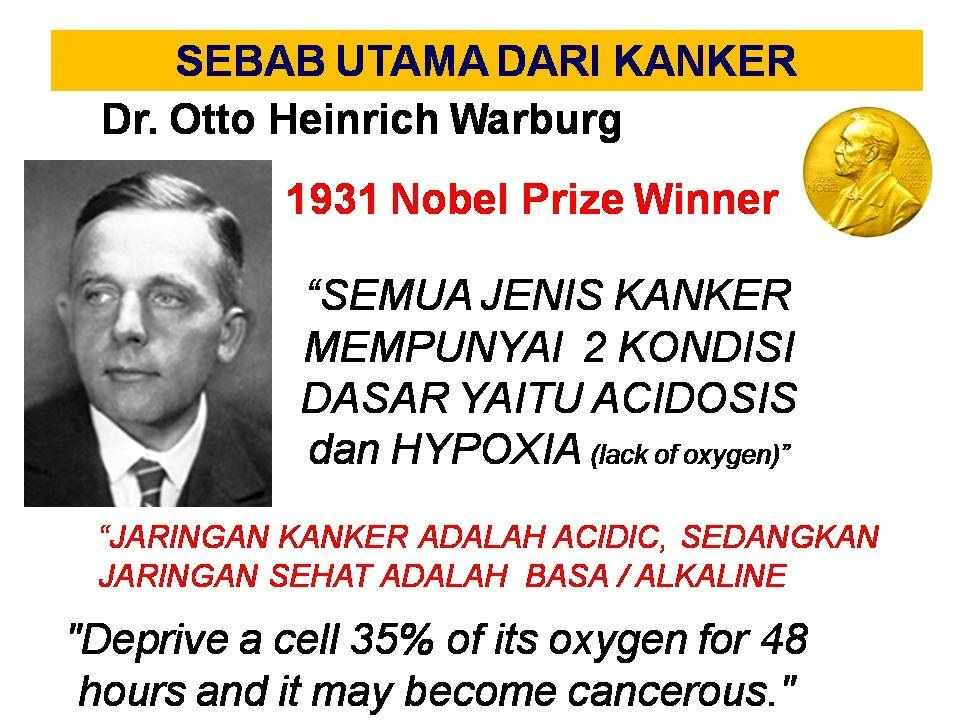 SEBAB UTAMA DARI KANKER
Dr. Otto Heinrich Warburg
1931 Nobel Prize Winner
“SEMUA JENIS KANKER
MEMPUNYAI 2 KONDISI
DASAR YAITU ACIDOSIS
dan HYPOXIA (lack of oxygen)”
“JARINGAN KANKER ADALAH ACIDIC, SEDANGKAN
JARINGAN SEHAT ADALAH BASA / ALKALINE
"Deprive a cell 35% of its oxygen for 48
hours and it may become cancerous."